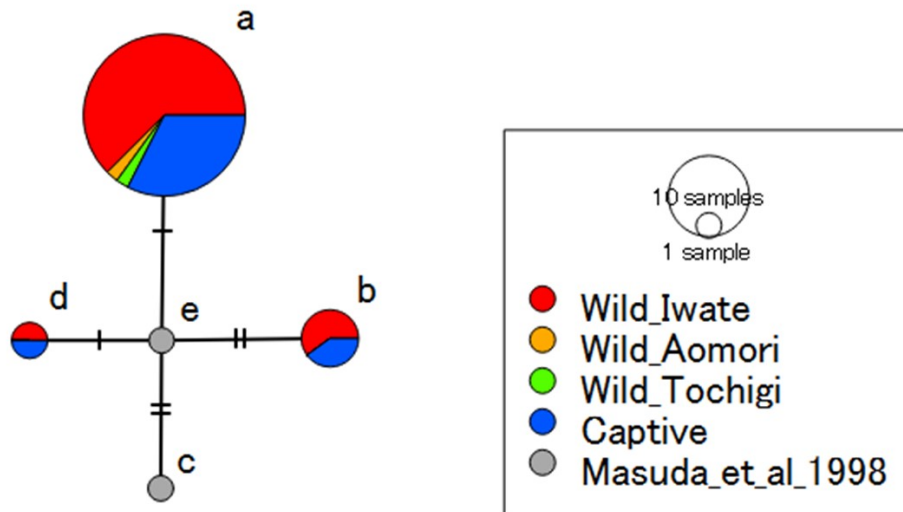 a
d
e
b
c
10 samples
1 sample
Wild_Iwate
Wild_Aomori
Wild_Tochigi
Captive
Masuda_et_al_1998